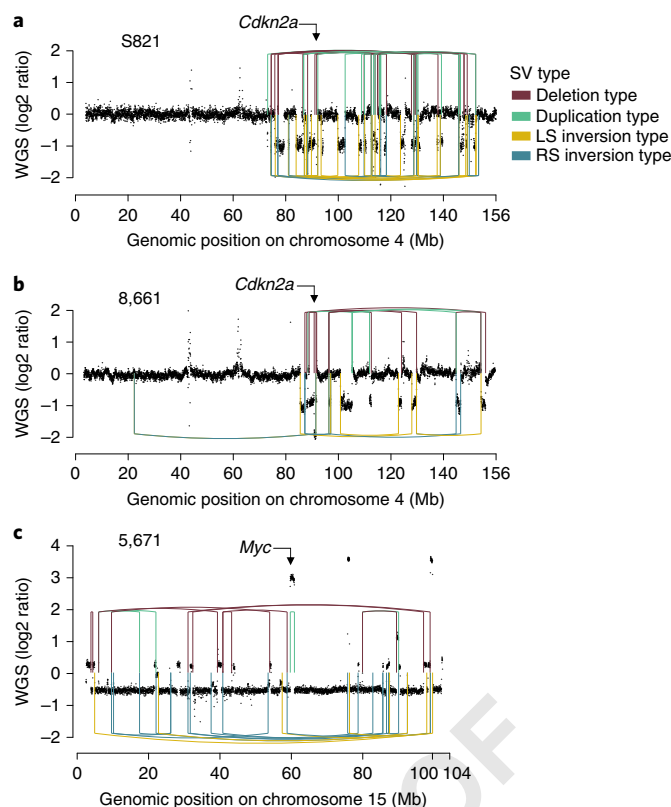 a
S821
Cdkn2a
WGS (log2 ratio)
2
1
0
−1
−2
0 20 40 60 80 100 120 140 156
Genomic position on chromosome 4 (Mb)
SV type
Deletion type
Duplication type
LS inversion type
RS inversion type
b
8,661
Cdkn2a
WGS (log2 ratio)
2
1
0
−1
−2
0 20 40 60 80 100 120 140 156
Genomic position on chromosome 4 (Mb)
c
5,671
Myc
WGS (log2 ratio)
4
3
2
1
0
−1
−2
0 20 40 60 80 100 104
Genomic position on chromosome 15 (Mb)
OF